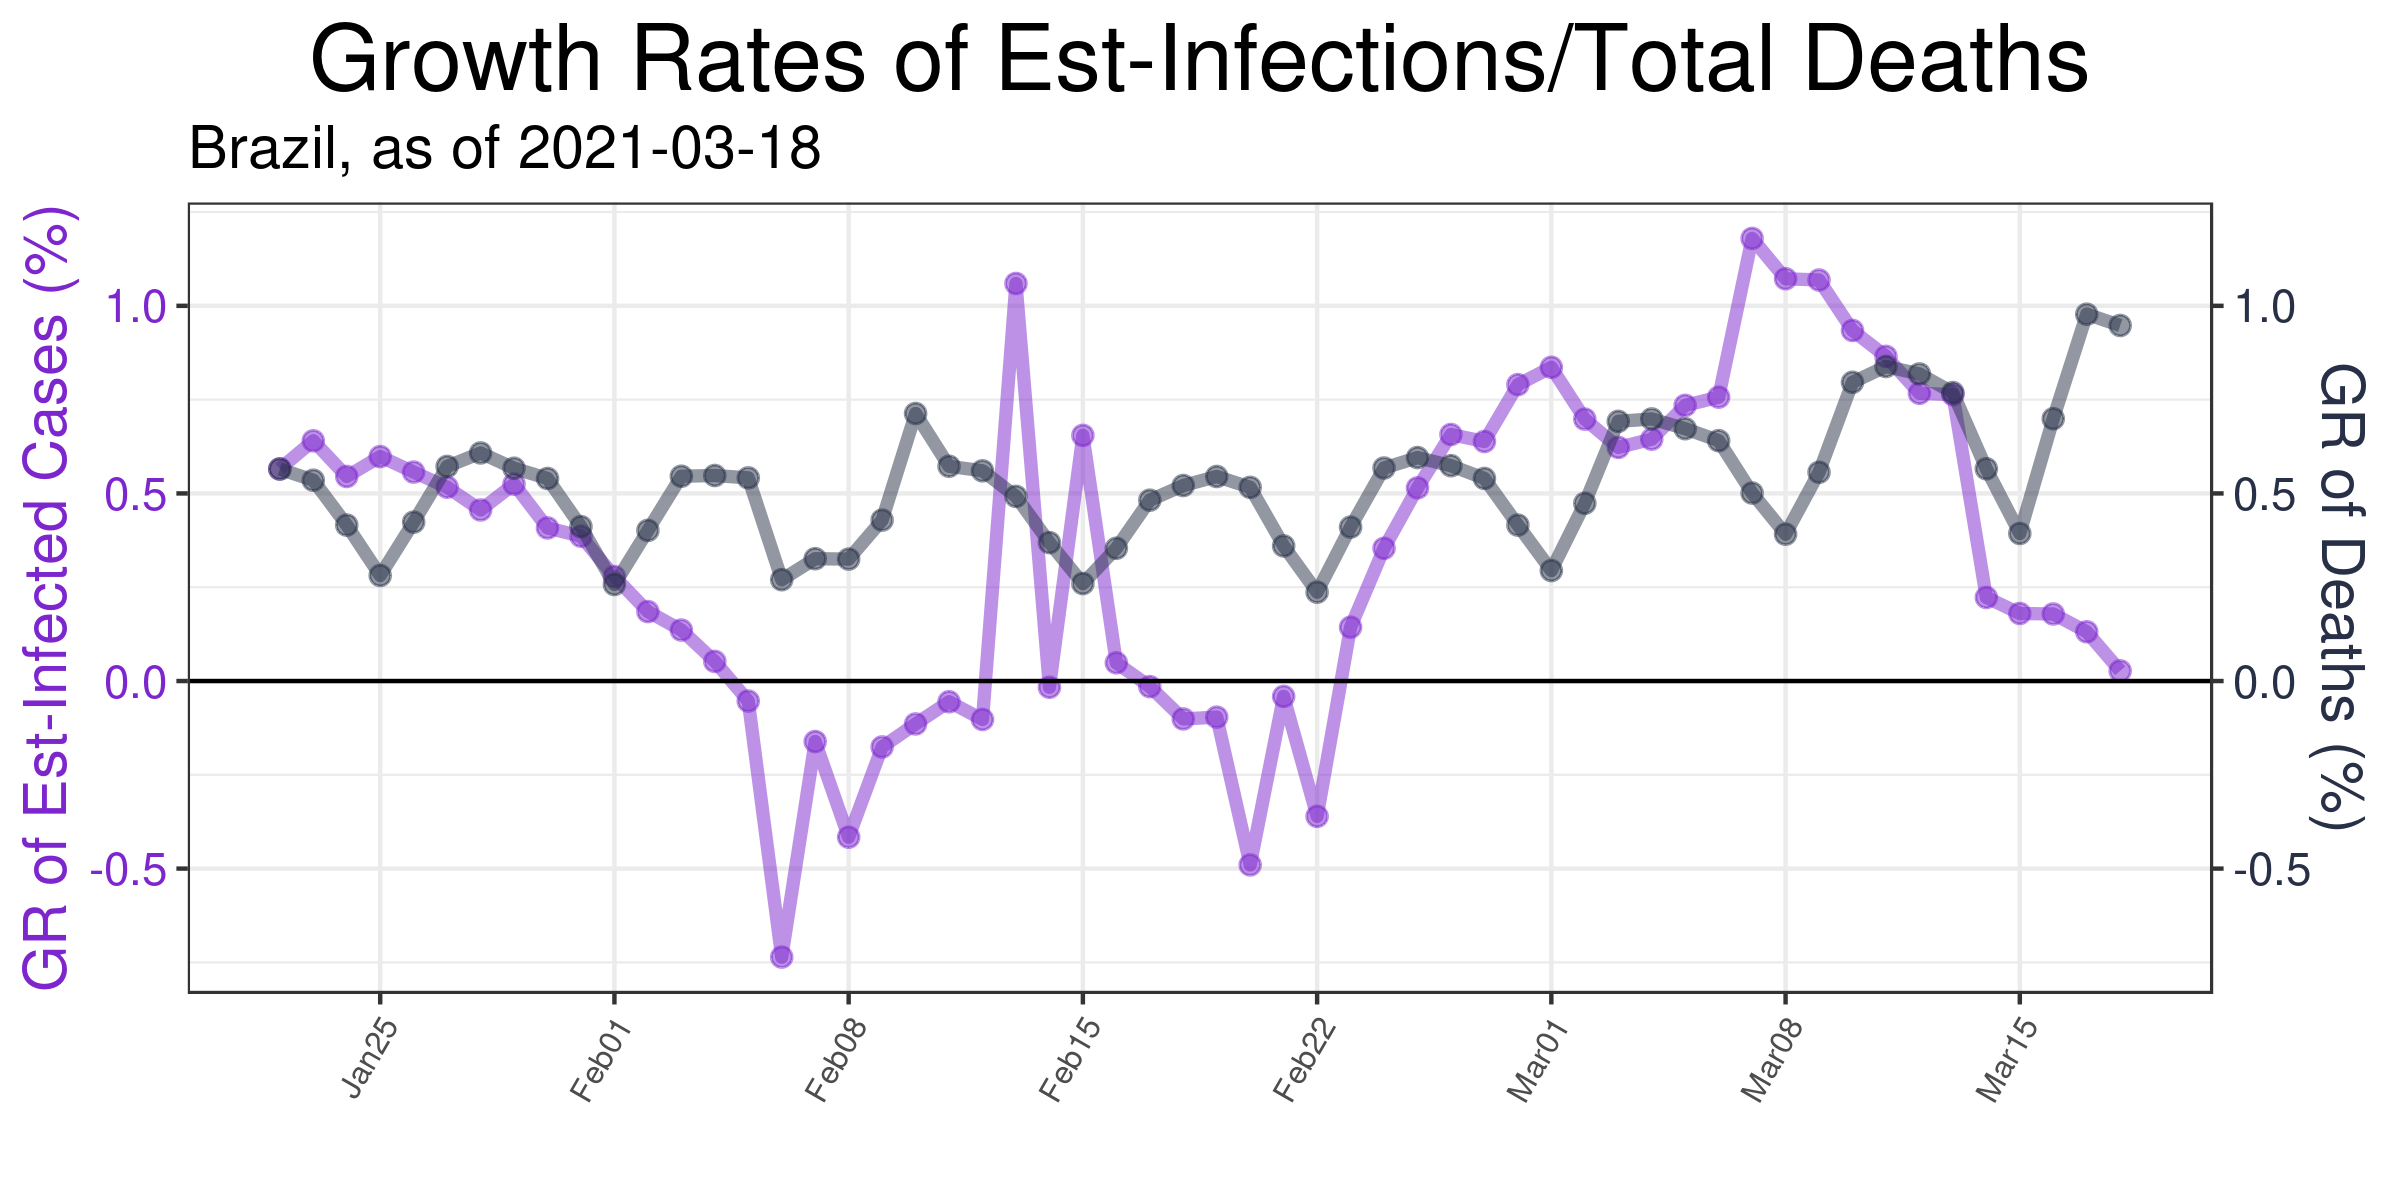 Growth Rates of Est-Infections/Total Deaths
Brazil, as of 2021-03-18
GR of Est-Infected Cases (%)
1.0
0.5
0.0
-0.5
1.0
0.5
0.0
-0.5
GR of Deaths (%)
Jan25
Feb01
Feb08
Feb15
Feb22
Mar01
Mar08
Mar15